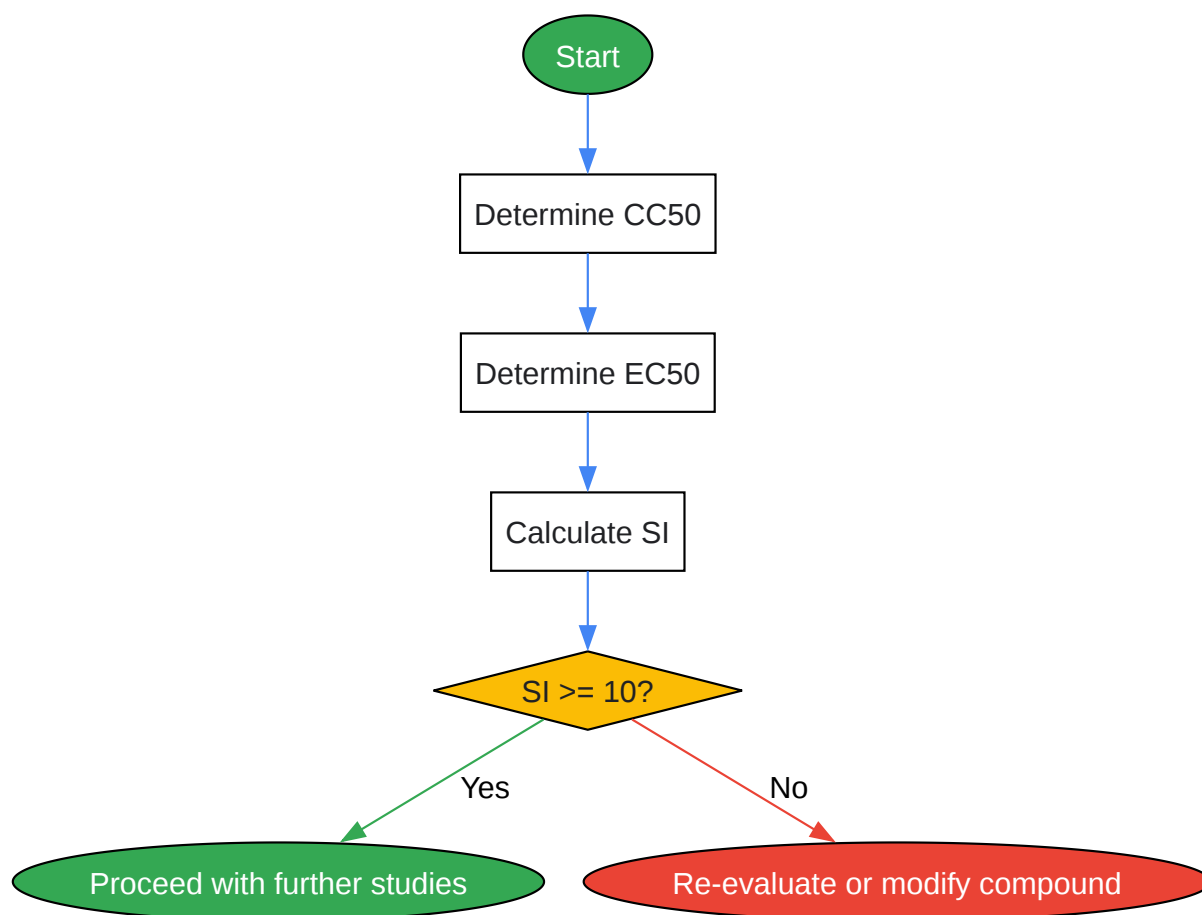 Start
Determine CC50
Determine EC50
Calculate SI
SI >= 10?
Yes
No
Proceed with further studies
Re-evaluate or modify compound